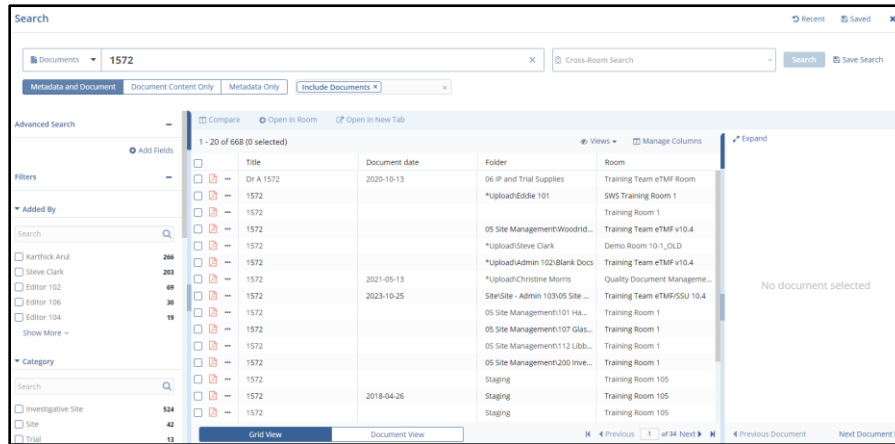 Search
Recent Saved
Documents 1572 Cross-Room Search Search Save Search
Metadata and Document Document Content Only Metadata Only Include Documents
Advanced Search
Add Fields
Filters
Added By
Search
Karthick Arul 266
Steve Clark 203
Editor 102 69
Editor 106 30
Editor 104 19
Show More
Category
Search
Investigative Site 524
Site 42
Trial 13
Compare Open in Room Open in New Tab
1 - 20 of 668 (0 selected) Views Manage Columns
Title Document date Folder Room
Dr A 1572 2020-10-13 06 IP and Trial Supplies Training Team eTMF Room
1572 *Upload\Eddie 101 SWS Training Room 1
1572 Training Room 1
1572 05 Site Management\Woodrid... Training Team eTMF v10.4
1572 *Upload\Steve Clark Demo Room 10-1_OLD
1572 *Upload\Admin 102\Blank Docs Training Team eTMF v10.4
1572 2021-05-13 *Upload\Christine Morris Quality Document Manageme...
1572 2023-10-25 Site\Site - Admin 103\05 Site ... Training Team eTMF/SSU 10.4
1572 05 Site Management\101 Ha... Training Room 1
1572 05 Site Management\107 Glas... Training Room 1
1572 05 Site Management\112 Libb... Training Room 1
1572 05 Site Management\200 Inve... Training Room 1
1572 Staging Training Room 105
1572 2018-04-26 Staging Training Room 105
1572 Staging Training Room 105
Grid View Document View Previous 1 of 34 Next
Expand
No document selected
Previous Document Next Document